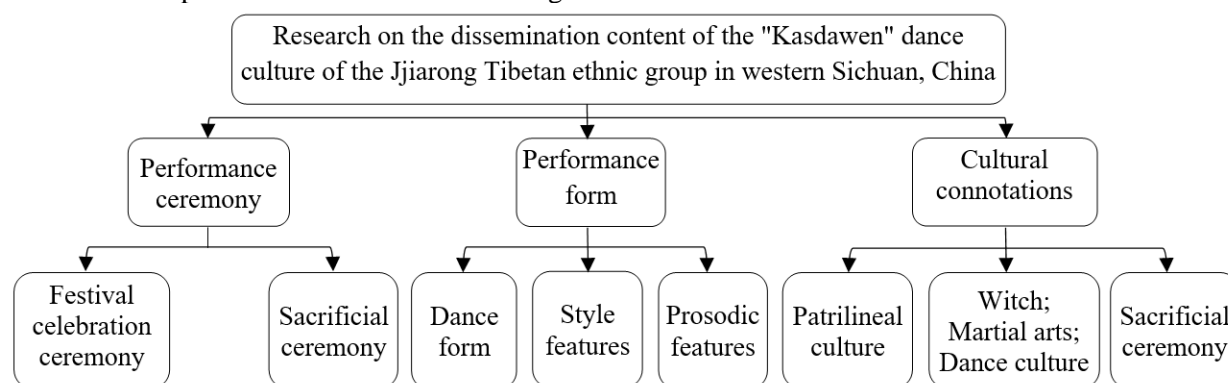 Research on the dissemination content of the "Kasdawen" dance
culture of the Jjiarong Tibetan ethnic group in western Sichuan, China
Performance
ceremony
Performance
form
Cultural
connotations
Festival
celebration
ceremony
Sacrificial
ceremony
Dance
form
Style
features
Prosodic
features
Patrilineal
culture
Witch;
Martial arts;
Dance culture
Sacrificial
ceremony